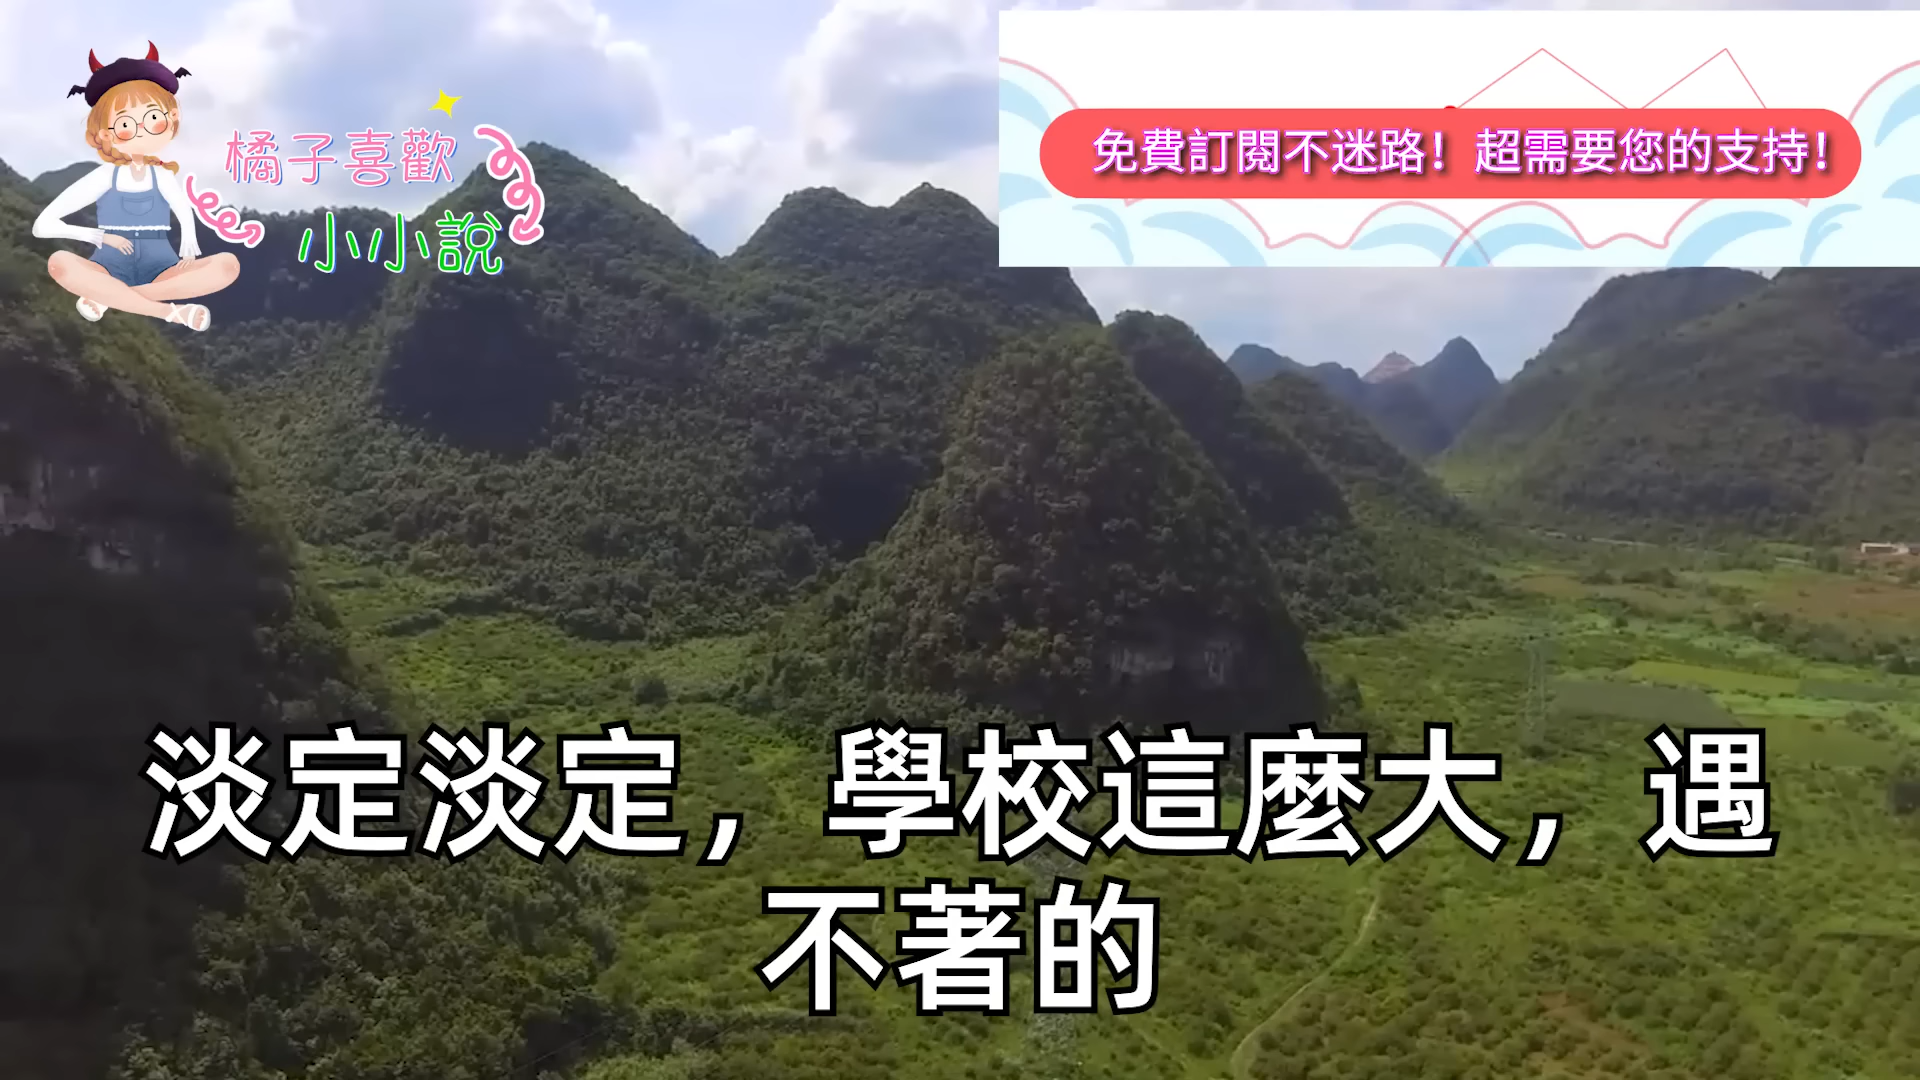 橘子喜歡
小小說
免費訂閱不迷路！超需要您的支持！
淡定淡定，學校這麼大，遇
不著的